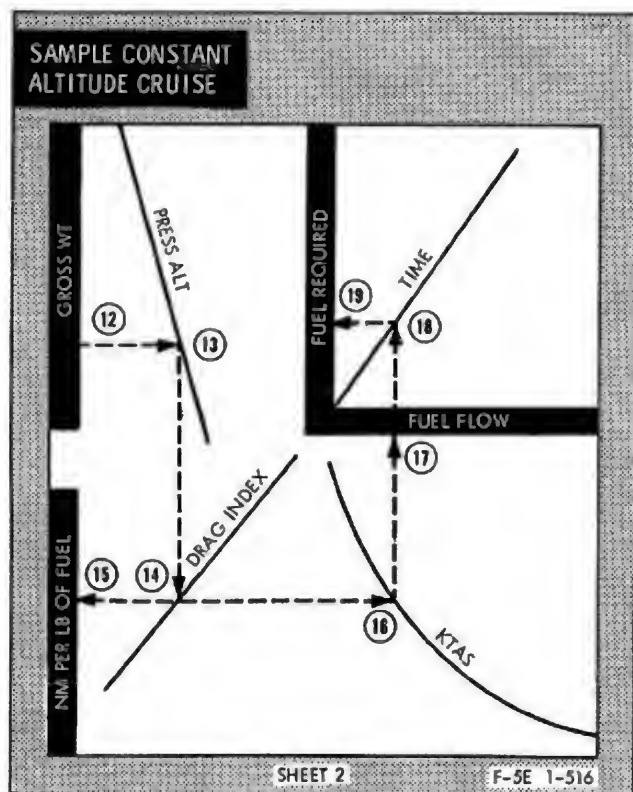 SAMPLE CONSTANT
ALTITUDE CRUISE
GROSS WT
PRESS ALT
12
13
FUEL REQUIRED
TIME
19
18
FUEL FLOW
17
NM PER LB OF FUEL
DRAG INDEX
15
14
16
KTAS
SHEET 2
F-5E 1-516